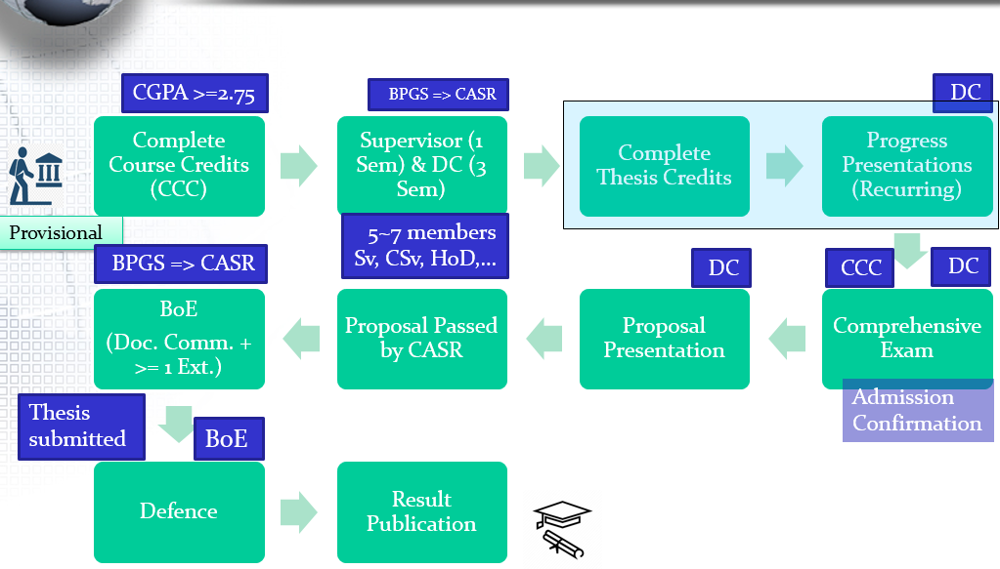 CGPA >=2.75
Complete
Course Credits
(CCC)
Provisional
BPGS => CASR
Supervisor (1
Sem) & DC (3
Sem)
5~7 members
Sv, CSv, HoD,...
Complete
Thesis Credits
DC
Progress
Presentations
(Recurring)
CCC
DC
Comprehensive
Exam
Admission
Confirmation
DC
Proposal
Presentation
Proposal Passed
by CASR
BPGS => CASR
BoE
(Doc. Comm. +
>= 1 Ext.)
Thesis
submitted
BoE
Defence
Result
Publication